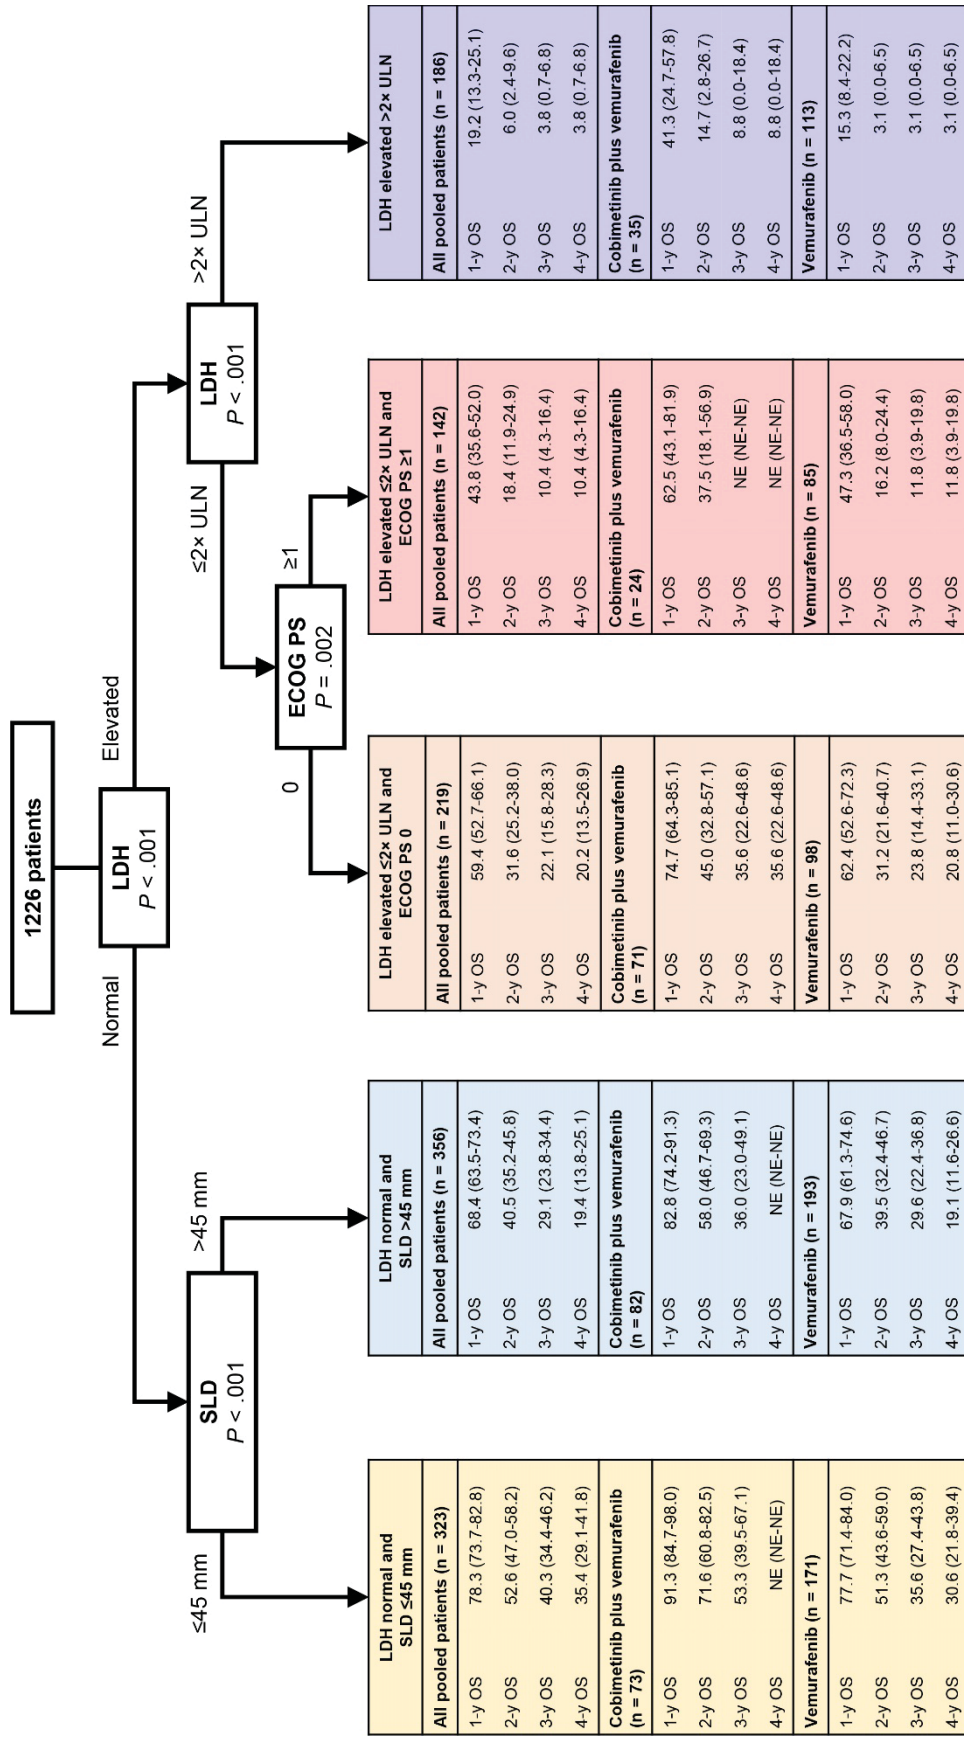 1226 patients
LDH
P < .001
Normal
Elevated
SLD
P < .001
≤45 mm
>45 mm
LDH
P < .001
≤2× ULN
>2× ULN
ECOG PS
P = .002
0
≥1
LDH normal and
SLD ≤45 mm
All pooled patients (n = 323)
1-y OS 78.3 (73.7-82.8)
2-y OS 52.6 (47.0-58.2)
3-y OS 40.3 (34.4-46.2)
4-y OS 35.4 (29.1-41.8)
Cobimetinib plus vemurafenib
(n = 73)
1-y OS 91.3 (84.7-98.0)
2-y OS 71.6 (60.8-82.5)
3-y OS 53.3 (39.5-67.1)
4-y OS NE (NE-NE)
Vemurafenib (n = 171)
1-y OS 77.7 (71.4-84.0)
2-y OS 51.3 (43.6-59.0)
3-y OS 35.6 (27.4-43.8)
4-y OS 30.6 (21.8-39.4)
LDH normal and
SLD >45 mm
All pooled patients (n = 356)
1-y OS 68.4 (63.5-73.4)
2-y OS 40.5 (35.2-45.8)
3-y OS 29.1 (23.8-34.4)
4-y OS 19.4 (13.8-25.1)
Cobimetinib plus vemurafenib
(n = 82)
1-y OS 82.8 (74.2-91.3)
2-y OS 58.0 (46.7-69.3)
3-y OS 36.0 (23.0-49.1)
4-y OS NE (NE-NE)
Vemurafenib (n = 193)
1-y OS 67.9 (61.3-74.6)
2-y OS 39.5 (32.4-46.7)
3-y OS 29.6 (22.4-36.8)
4-y OS 19.1 (11.6-26.6)
LDH elevated ≤2× ULN and
ECOG PS 0
All pooled patients (n = 219)
1-y OS 59.4 (52.7-66.1)
2-y OS 31.6 (25.2-38.0)
3-y OS 22.1 (15.8-28.3)
4-y OS 20.2 (13.5-26.9)
Cobimetinib plus vemurafenib
(n = 71)
1-y OS 74.7 (64.3-85.1)
2-y OS 45.0 (32.8-57.1)
3-y OS 35.6 (22.6-48.6)
4-y OS 35.6 (22.6-48.6)
Vemurafenib (n = 98)
1-y OS 62.4 (52.6-72.3)
2-y OS 31.2 (21.6-40.7)
3-y OS 23.8 (14.4-33.1)
4-y OS 20.8 (11.0-30.6)
LDH elevated ≤2× ULN and
ECOG PS ≥1
All pooled patients (n = 142)
1-y OS 43.8 (35.6-52.0)
2-y OS 18.4 (11.9-24.9)
3-y OS 10.4 (4.3-16.4)
4-y OS 10.4 (4.3-16.4)
Cobimetinib plus vemurafenib
(n = 24)
1-y OS 62.5 (43.1-81.9)
2-y OS 37.5 (18.1-56.9)
3-y OS NE (NE-NE)
4-y OS NE (NE-NE)
Vemurafenib (n = 85)
1-y OS 47.3 (36.5-58.0)
2-y OS 16.2 (8.0-24.4)
3-y OS 11.8 (3.9-19.8)
4-y OS 11.8 (3.9-19.8)
LDH elevated >2× ULN
All pooled patients (n = 186)
1-y OS 19.2 (13.3-25.1)
2-y OS 6.0 (2.4-9.6)
3-y OS 3.8 (0.7-6.8)
4-y OS 3.8 (0.7-6.8)
Cobimetinib plus vemurafenib
(n = 35)
1-y OS 41.3 (24.7-57.8)
2-y OS 14.7 (2.8-26.7)
3-y OS 8.8 (0.0-18.4)
4-y OS 8.8 (0.0-18.4)
Vemurafenib (n = 113)
1-y OS 15.3 (8.4-22.2)
2-y OS 3.1 (0.0-6.5)
3-y OS 3.1 (0.0-6.5)
4-y OS 3.1 (0.0-6.5)